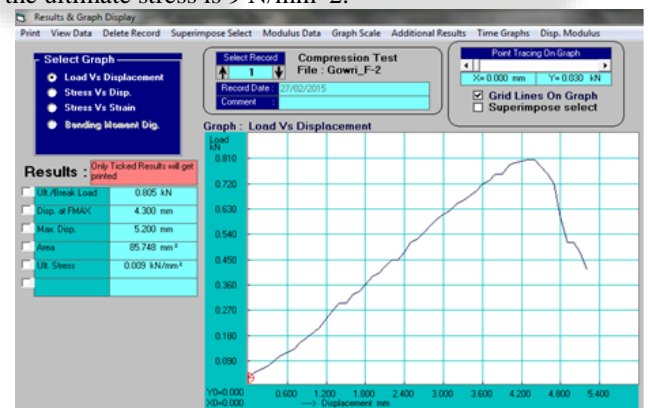 the ultimate stress is 9 N/mm^2.
Results & Graph Display
Print View Data Delete Record Superimpose Select Modulus Data Graph Scale Additional Results Time Graphs Disp. Modulus
Select Graph
Load Vs Displacement
Stress Vs Disp.
Stress Vs Strain
Bending Moment Dig.
Select Record
1
Compression Test
File : Gowri_F-2
Record Date : 27/02/2015
Comment :
Point Tracing On Graph
X= 0.000 mm Y= 0.030 kN
Grid Lines On Graph
Superimpose select
Results : Only Ticked Results will get printed
Ult./Break Load 0.805 kN
Disp. at FMAX 4.300 mm
Max. Disp. 5.200 mm
Area 85.748 mm²
Ult. Stress 0.009 kN/mm²
Graph : Load Vs Displacement
Load
kN
0.810
0.720
0.630
0.540
0.450
0.360
0.270
0.180
0.090
Y0=0.000
X0=0.000
0.600 1.200 1.800 2.400 3.000 3.600 4.200 4.800 5.400
---> Displacement mm